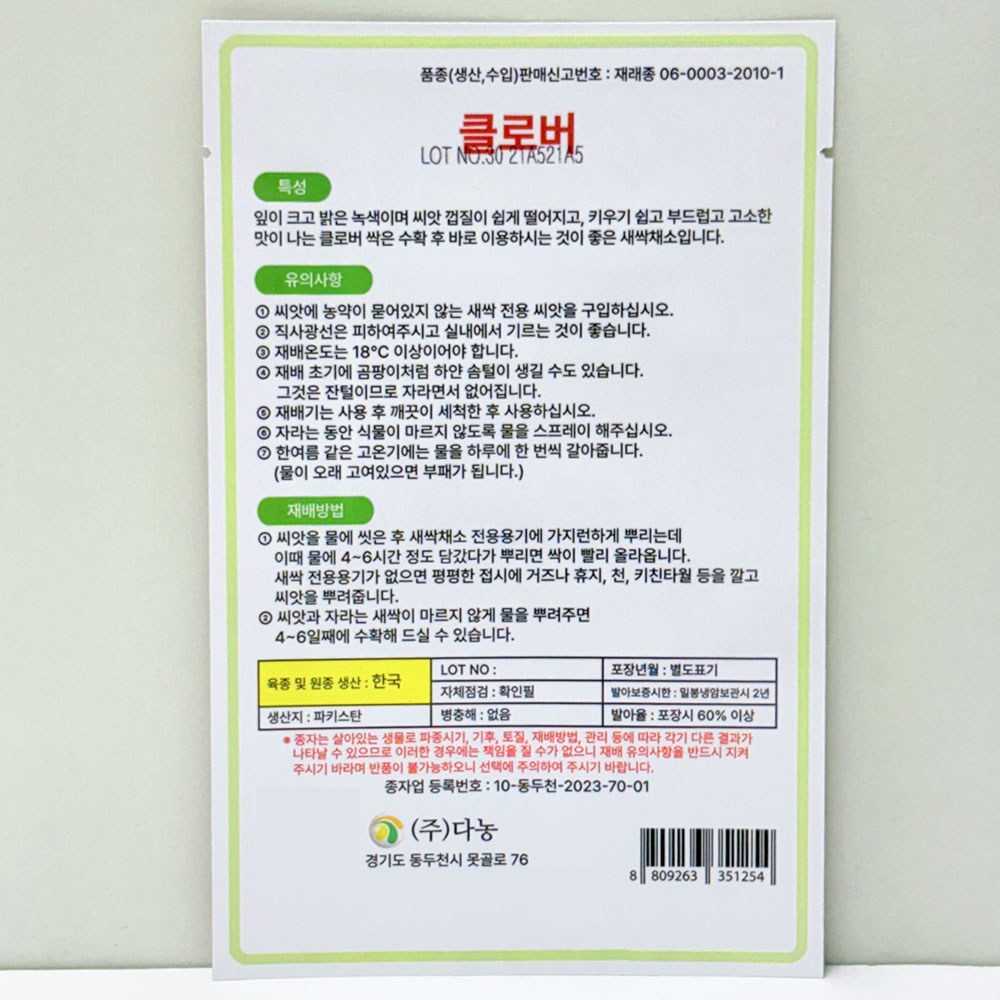 품종(생산,수입)판매신고번호 : 재래종 06-0003-2010-1
클로버
LOT NO.30 21A521A5
특성
잎이 크고 밝은 녹색이며 씨앗 껍질이 쉽게 떨어지고, 키우기 쉽고 부드럽고 고소한
맛이 나는 클로버 싹은 수확 후 바로 이용하시는 것이 좋은 새싹채소입니다.
유의사항
① 씨앗에 농약이 묻어있지 않는 새싹 전용 씨앗을 구입하십시오.
② 직사광선은 피하여주시고 실내에서 기르는 것이 좋습니다.
③ 재배온도는 18°C 이상이어야 합니다.
④ 재배 초기에 곰팡이처럼 하얀 솜털이 생길 수도 있습니다.
그것은 잔털이므로 자라면서 없어집니다.
⑤ 재배기는 사용 후 깨끗이 세척한 후 사용하십시오.
⑥ 자라는 동안 식물이 마르지 않도록 물을 스프레이 해주십시오.
⑦ 한여름 같은 고온기에는 물을 하루에 한 번씩 갈아줍니다.
(물이 오래 고여있으면 부패가 됩니다.)
재배방법
① 씨앗을 물에 씻은 후 새싹채소 전용용기에 가지런하게 뿌리는데
이때 물에 4~6시간 정도 담갔다가 뿌리면 싹이 빨리 올라옵니다.
새싹 전용용기가 없으면 평평한 접시에 거즈나 휴지, 천, 키친타월 등을 깔고
씨앗을 뿌려줍니다.
② 씨앗과 자라는 새싹이 마르지 않게 물을 뿌려주면
4~6일째에 수확해 드실 수 있습니다.
육종 및 원종 생산 : 한국
LOT NO :
포장년월 : 별도표기
자체점검 : 확인필
발아보증시한 : 밀봉냉암보관시 2년
생산지 : 파키스탄
병충해 : 없음
발아율 : 포장시 60% 이상
※ 종자는 살아있는 생물로 파종시기, 기후, 토질, 재배방법, 관리 등에 따라 각기 다른 결과가
나타날 수 있으므로 이러한 경우에는 책임을 질 수가 없으니 재배 유의사항을 반드시 지켜
주시기 바라며 반품이 불가능하오니 선택에 주의하여 주시기 바랍니다.
종자업 등록번호 : 10-동두천-2023-70-01
(주)다농
경기도 동두천시 못골로 76
8 809263 351254